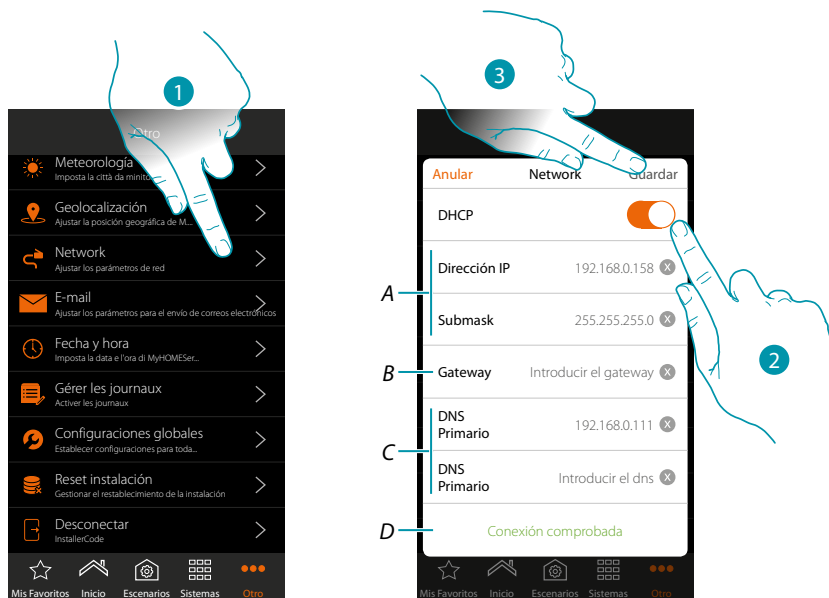 1
Otro
Meteorología
Imposta la città da minito
Geolocalización
Ajustar la posición geográfica de M...
Network
Ajustar los parámetros de red
E-mail
Ajustar los parámetros para el envío de correos electrónicos
Fecha y hora
Imposta la data e l'ora di MyHOMESer...
Gérer les journaux
Activer les journaux
Configuraciones globales
Establecer configuraciones para toda...
Reset instalación
Gestionar el restablecimiento de la instalación
Desconectar
InstallerCode
Mis Favoritos Inicio Escenarios Sistemas Otro
3
Anular Network Guardar
DHCP
2
A
Dirección IP 192.168.0.158 X
Submask 255.255.255.0 X
B
Gateway Introducir el gateway X
C
DNS
Primario 192.168.0.111 X
DNS
Primario Introducir el dns X
D
Conexión comprobada
Mis Favoritos Inicio Escenarios Sistemas Otro